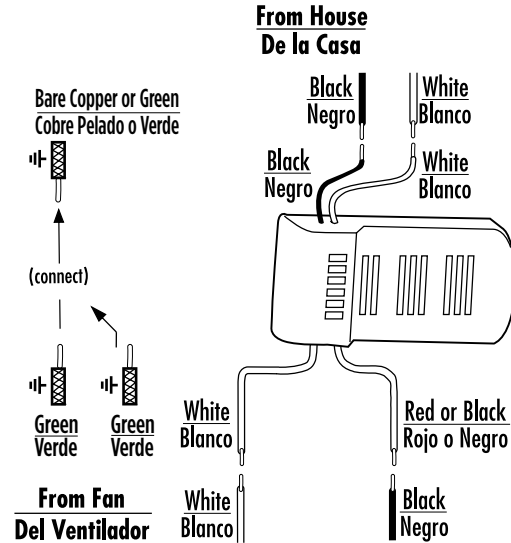 From House
De la Casa
Black
Negro
White
Blanco
Bare Copper or Green
Cobre Pelado o Verde
Black
Negro
White
Blanco
(connect)
Green
Verde
Green
Verde
White
Blanco
Red or Black
Rojo o Negro
From Fan
Del Ventilador
White
Blanco
Black
Negro